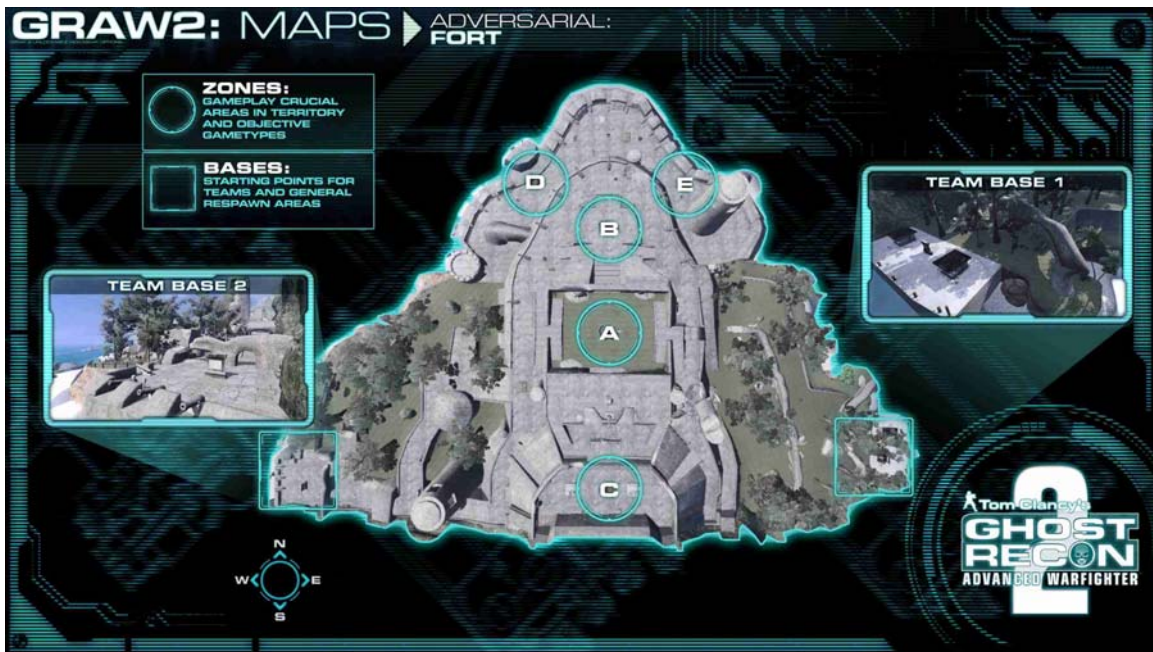 GRAW2: MAPS
ADVERSARIAL:
FORT
ZONES:
GAMEPLAY CRUCIAL
AREAS IN TERRITORY
AND OBJECTIVE
GAMETYPES
BASES:
STARTING POINTS FOR
TEAMS AND GENERAL
RESPAWN AREAS
TEAM BASE 1
TEAM BASE 2
D
E
B
A
C
N
W E
S
2
Tom Clancy's
GHOST
RECON
ADVANCED WARFIGHTER